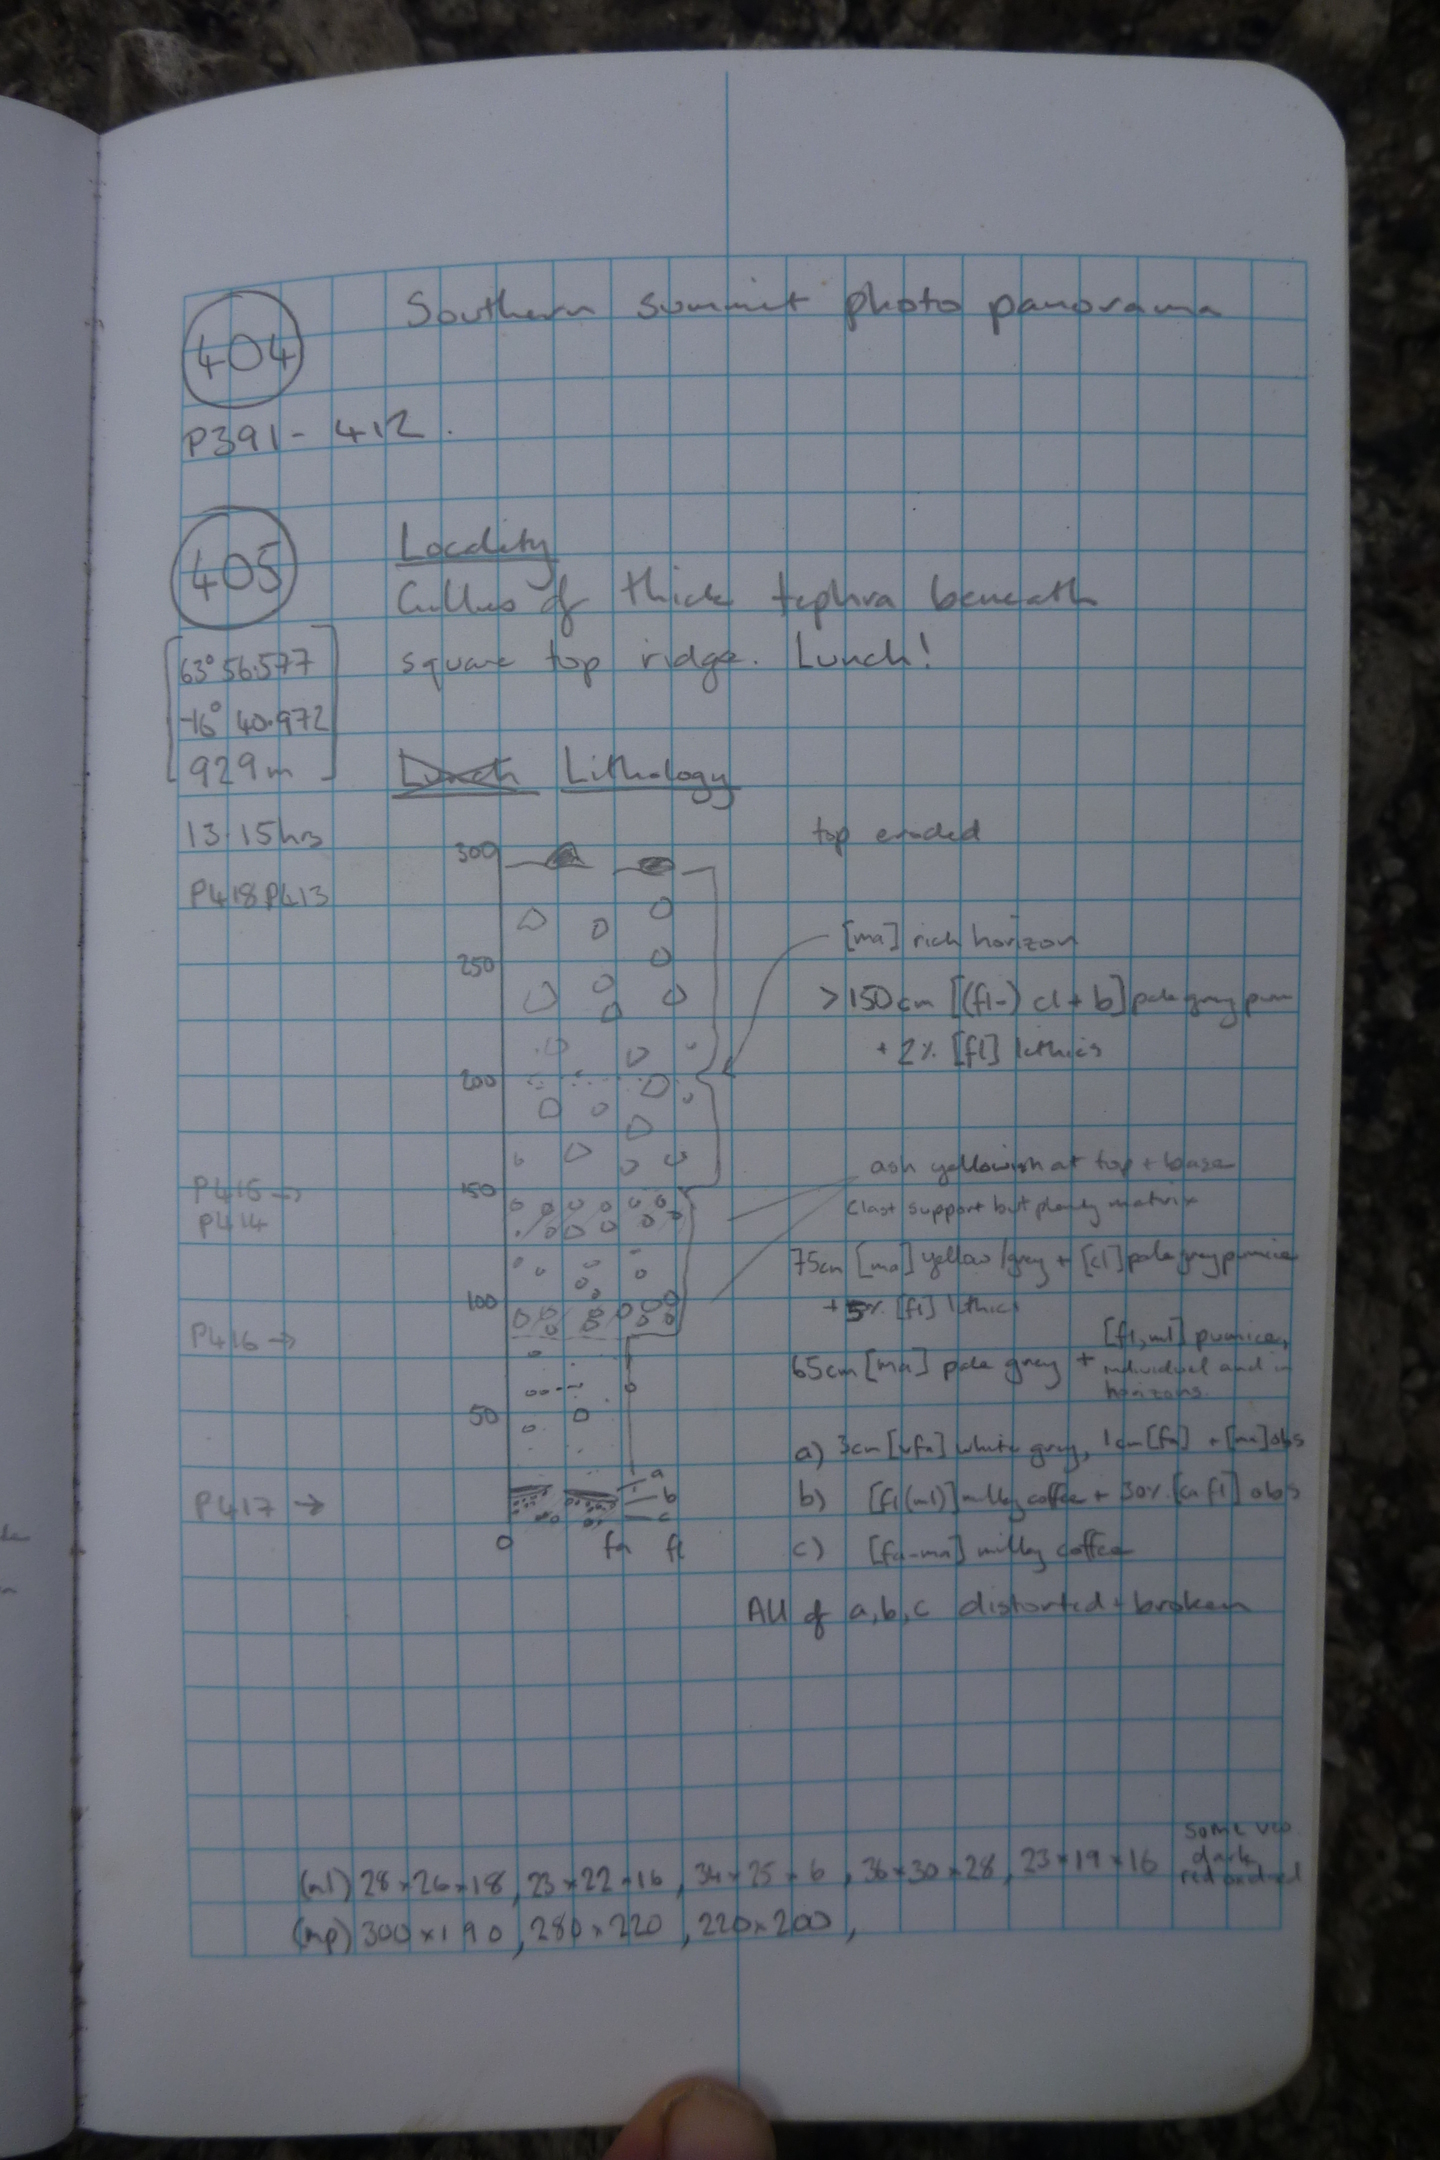 404
Southern summit photo panorama
P391- 412.
405
Locality
Gullies of thick tephra beneath
square top ridge. Lunch!
63° 56.577
-16° 40.972
929m
Lunch Lithology
13.15hrs
top eroded
300
P418 P413
[ma] rich horizon
250
>150cm [(fl-) cl + b] pale grey pum
+ 2% [fl] lithics
200
ash yellowish at top + base
P415 →
150
P414
clast support but plenty matrix
75cm [ma] yellow/grey + [cl] pale grey pumice
100
+ 5% [fl] lithics
P416 →
65cm [ma] pale grey + [fl, ml] pumices,
individual and in
horizons.
50
a) 3cm [vfa] white grey, 1cm [fa] + [ma] obs
a
b
c
P417 →
b) [fl(ml)] milky coffee + 30% [ca fl] obs
0 fa fl
c) [fa-ma] milky coffee
All of a,b,c distorted + broken
(ml) 28×26×18, 23×22×16, 34×25×6, 36×30×28, 23×19×16
some
dark
red oxidised
(mp) 300×190, 280×220, 220×200,